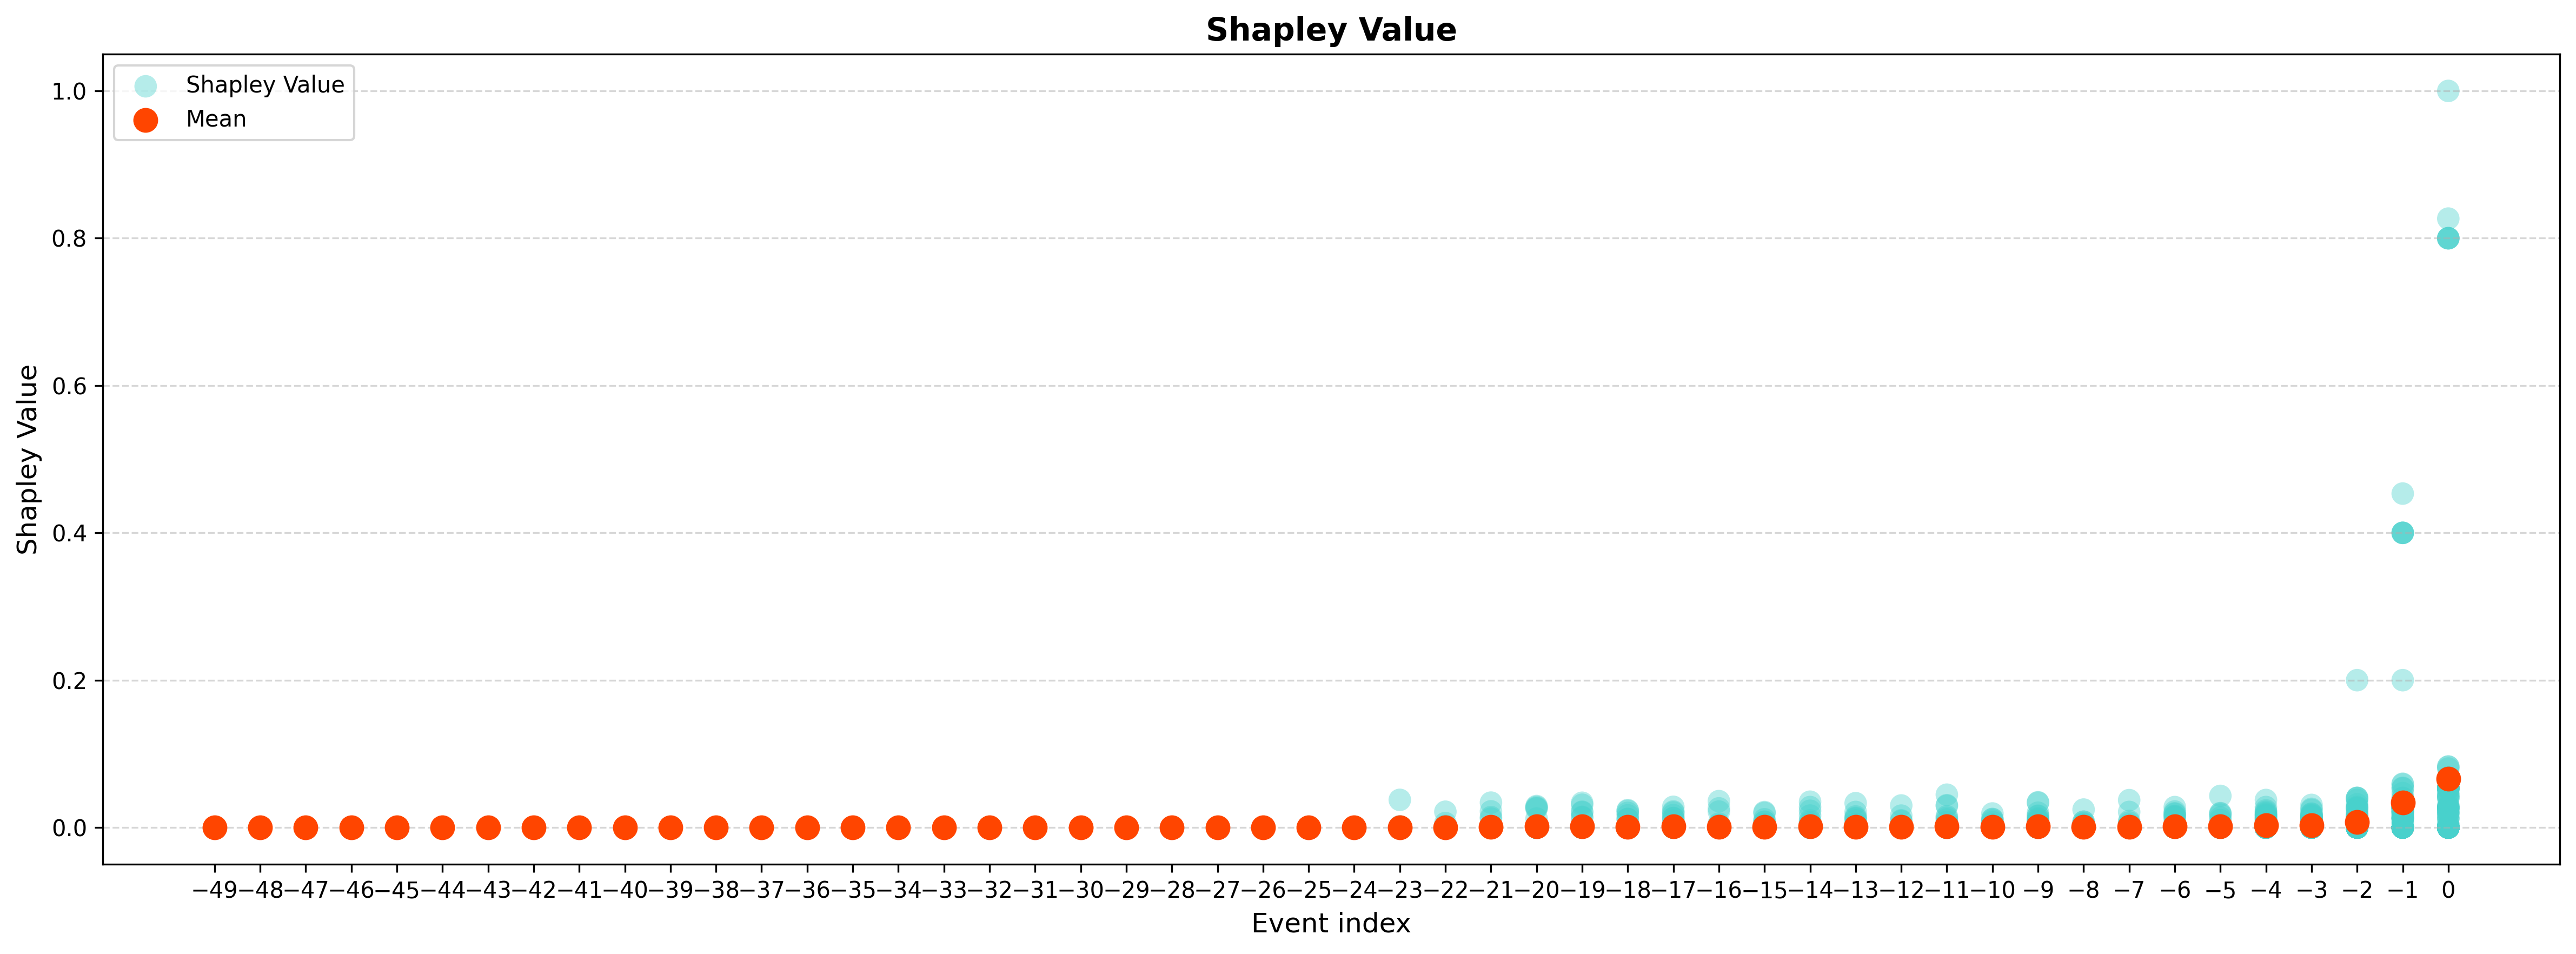 Shapley Value
Shapley Value
Mean
Shapley Value
1.0
0.8
0.6
0.4
0.2
0.0
−49 −48 −47 −46 −45 −44 −43 −42 −41 −40 −39 −38 −37 −36 −35 −34 −33 −32 −31 −30 −29 −28 −27 −26 −25 −24 −23 −22 −21 −20 −19 −18 −17 −16 −15 −14 −13 −12 −11 −10 −9 −8 −7 −6 −5 −4 −3 −2 −1 0
Event index